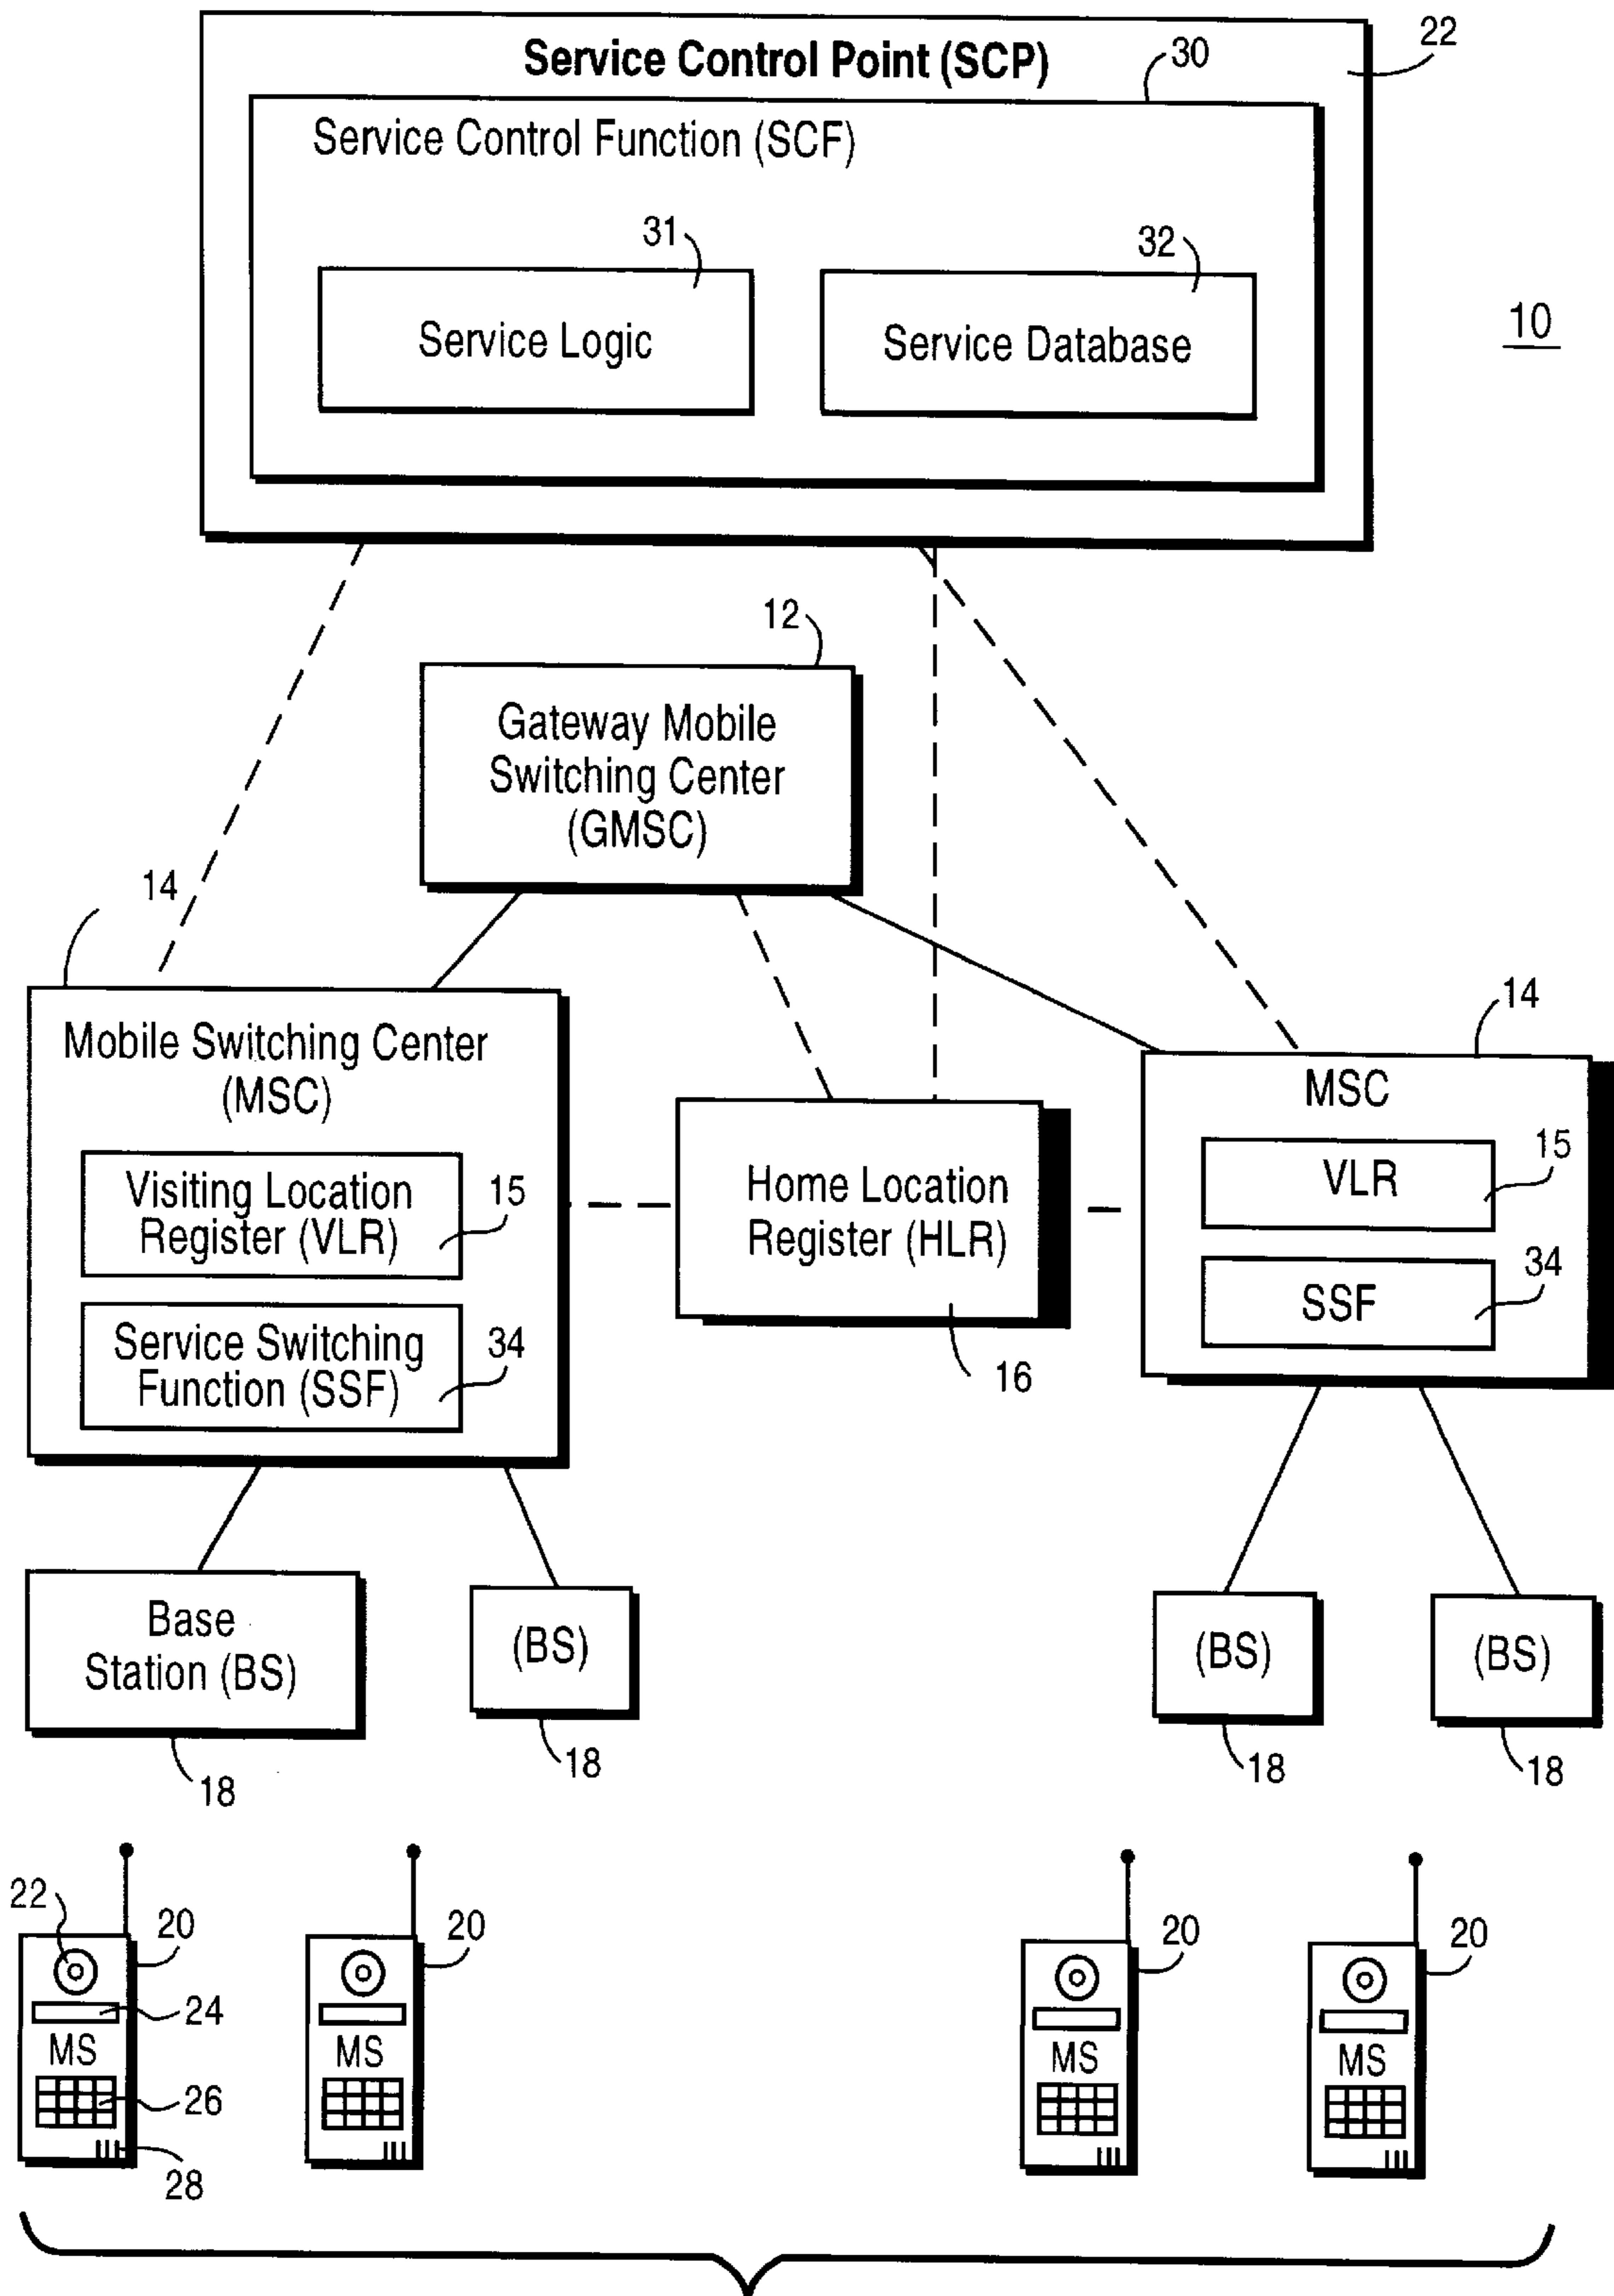 Service Control Point (SCP)
22
30
Service Control Function (SCF)
31
32
Service Logic
Service Database
10
12
Gateway Mobile
Switching Center
(GMSC)
14
Mobile Switching Center
(MSC)
Visiting Location
Register (VLR)
15
Service Switching
Function (SSF)
34
Home Location
Register (HLR)
16
14
MSC
VLR
15
SSF
34
Base
Station (BS)
18
(BS)
18
(BS)
18
(BS)
18
22
20
24
MS
26
28
20
MS
20
MS
20
MS